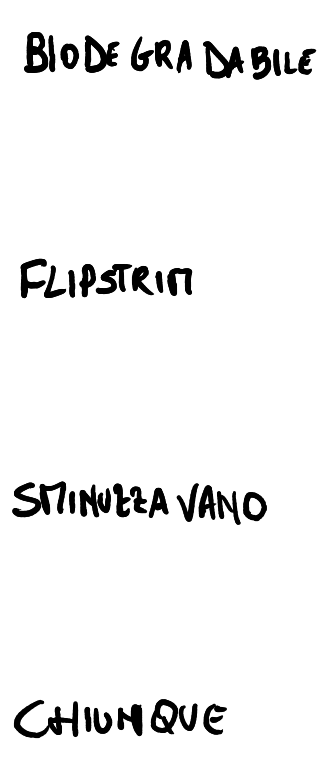 BIODEGRADABILE
FLIPSTRIM
SMINUZZAVANO
CHIUNQUE